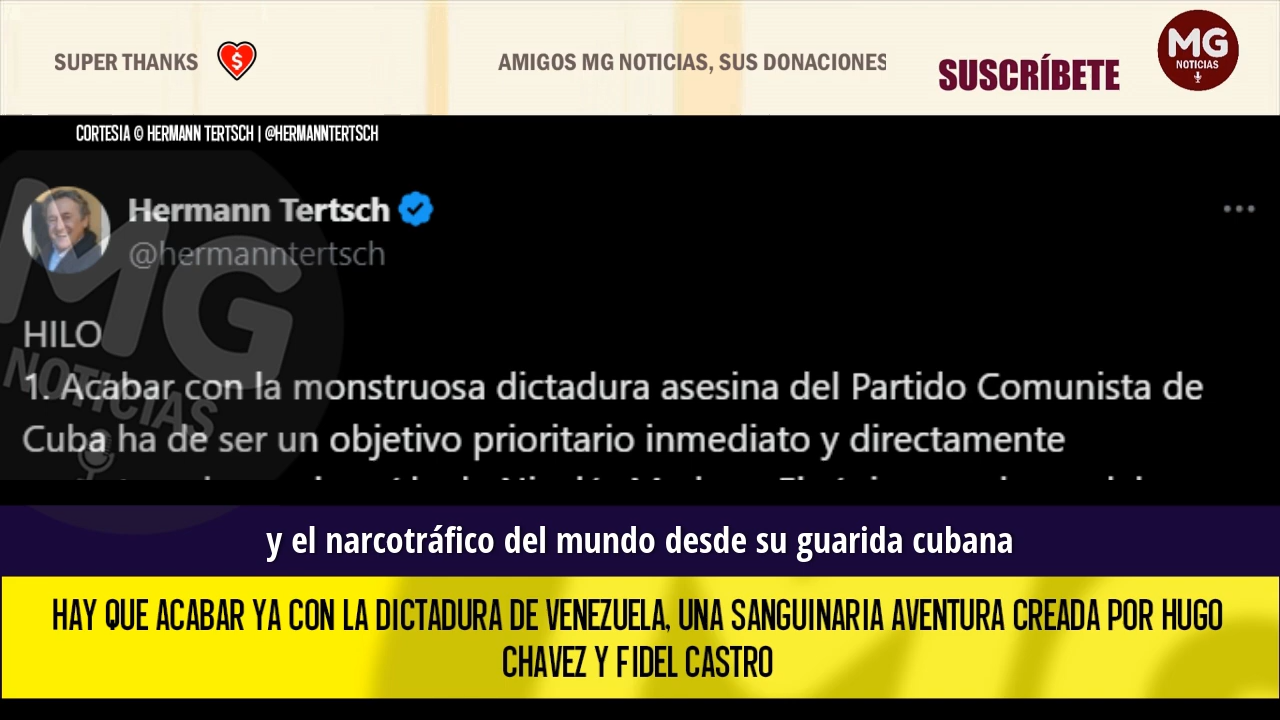 SUPER THANKS
AMIGOS MG NOTICIAS, SUS DONACIONES
SUSCRÍBETE
MG
NOTICIAS
CORTESIA © HERMANN TERTSCH | @HERMANNTERTSCH
Hermann Tertsch
@hermanntertsch
MG
NOTICIAS
HILO
1. Acabar con la monstruosa dictadura asesina del Partido Comunista de
Cuba ha de ser un objetivo prioritario inmediato y directamente
y el narcotráfico del mundo desde su guarida cubana
HAY QUE ACABAR YA CON LA DICTADURA DE VENEZUELA, UNA SANGUINARIA AVENTURA CREADA POR HUGO
CHAVEZ Y FIDEL CASTRO